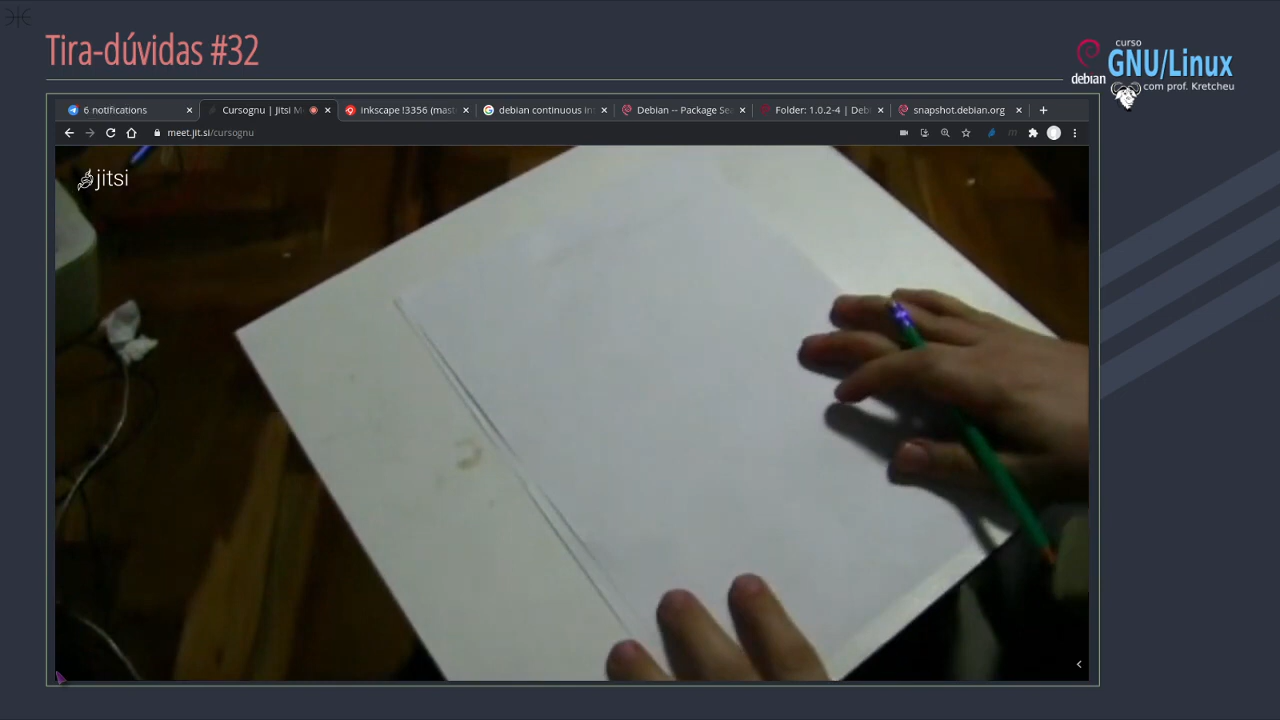 Tira-dúvidas #32
curso
GNU/Linux
debian
com prof. Kretcheu
6 notifications
Cursognu | Jitsi M
inkscape !3356 (mast
debian continuous in
Debian -- Package Se
Folder: 1.0.2-4 | Deb
snapshot.debian.org
meet.jit.si/cursognu
jitsi